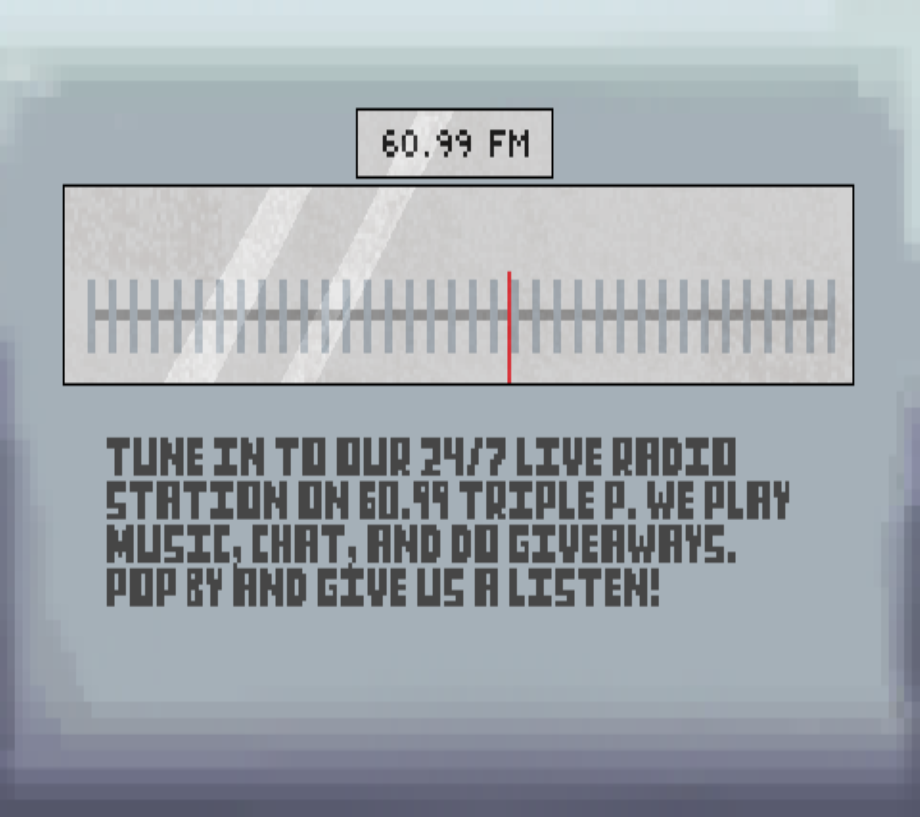 60.99 FM
TUNE IN TO OUR 24/7 LIVE RADIO
STATION ON 60.99 TRIPLE P. WE PLAY
MUSIC, CHAT, AND DO GIVEAWAYS.
POP BY AND GIVE US A LISTEN!